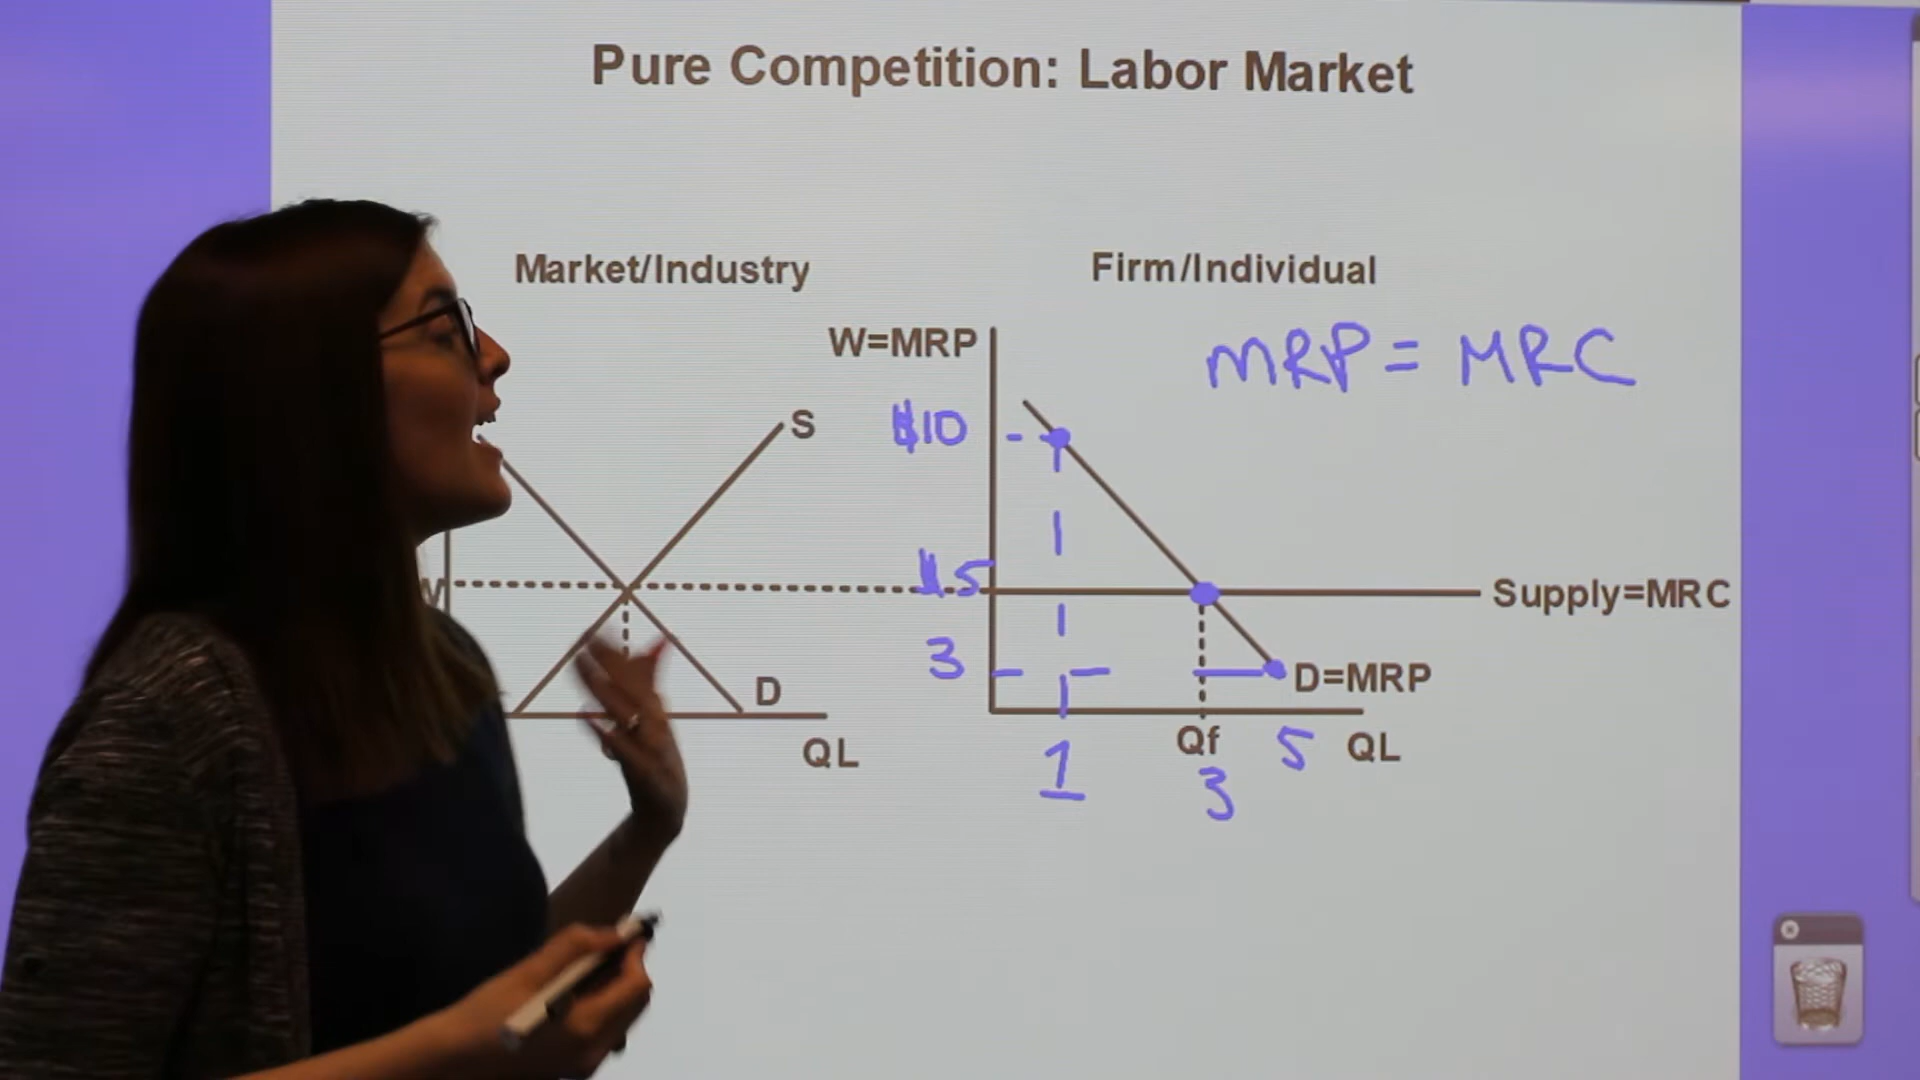 Pure Competition: Labor Market
Market/Industry
Firm/Individual
W=MRP
MRP = MRC
$10
S
$5
W
Supply=MRC
3
D
D=MRP
QL
Qf
5
QL
1
3